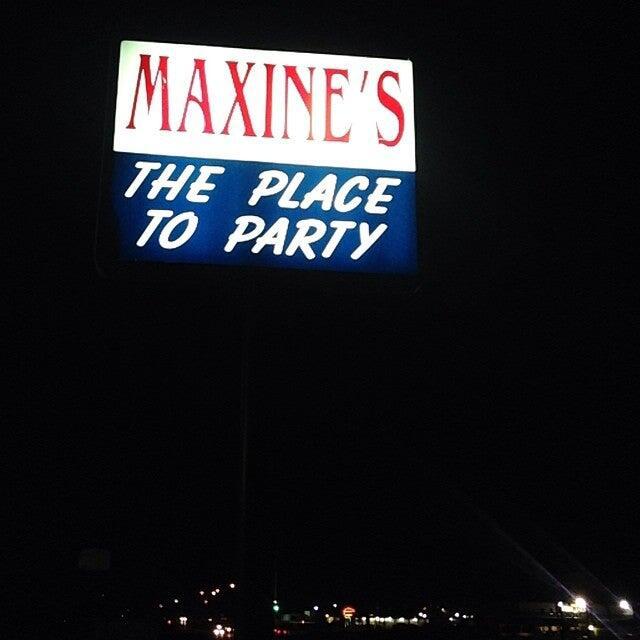 MAXINE'S
THE PLACE
TO PARTY